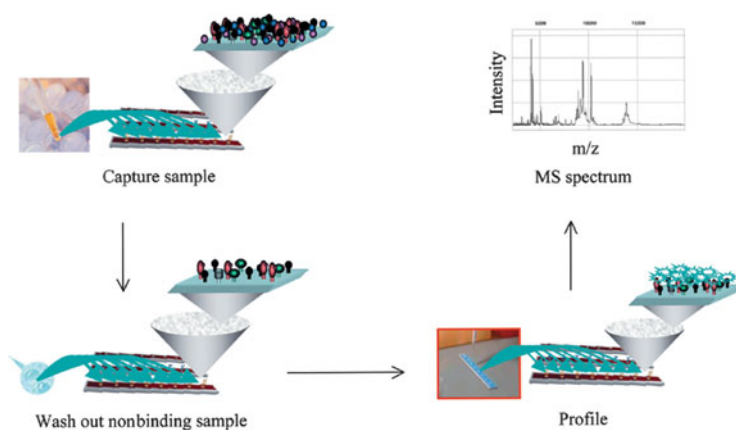 Intensity
m/z
Capture sample
MS spectrum
Wash out nonbinding sample
Profile